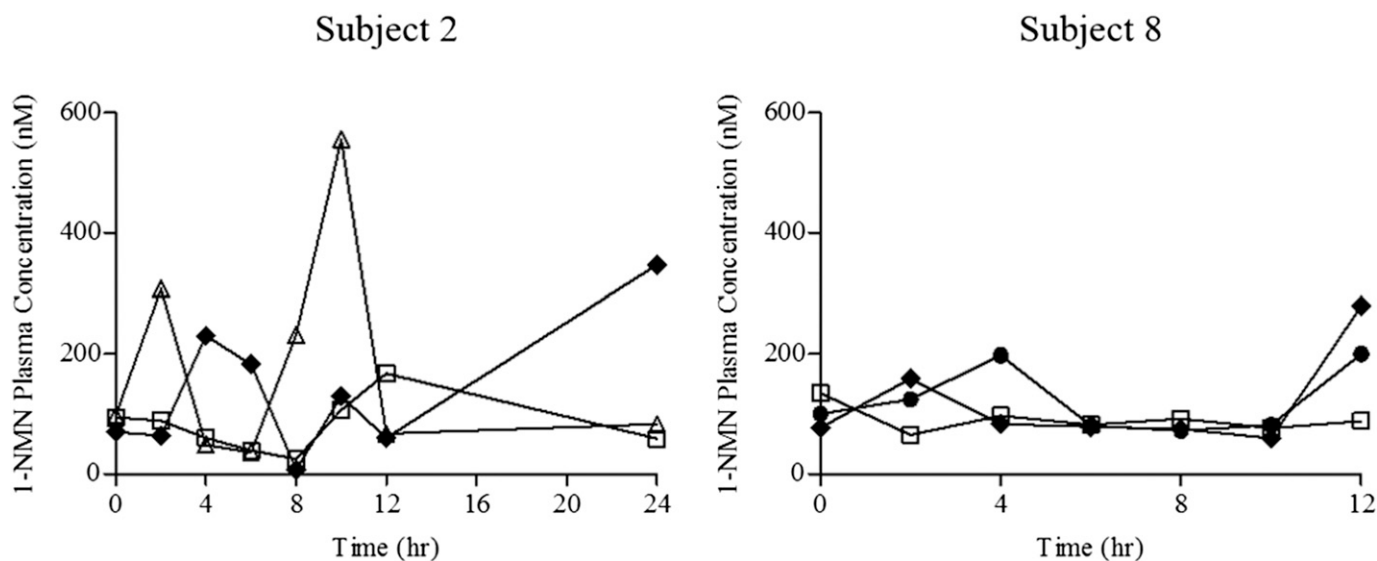 Subject 2
Subject 8
1-NMN Plasma Concentration (nM)
600
400
200
0
0 4 8 12 16 20 24
Time (hr)
1-NMN Plasma Concentration (nM)
600
400
200
0
0 4 8 12
Time (hr)